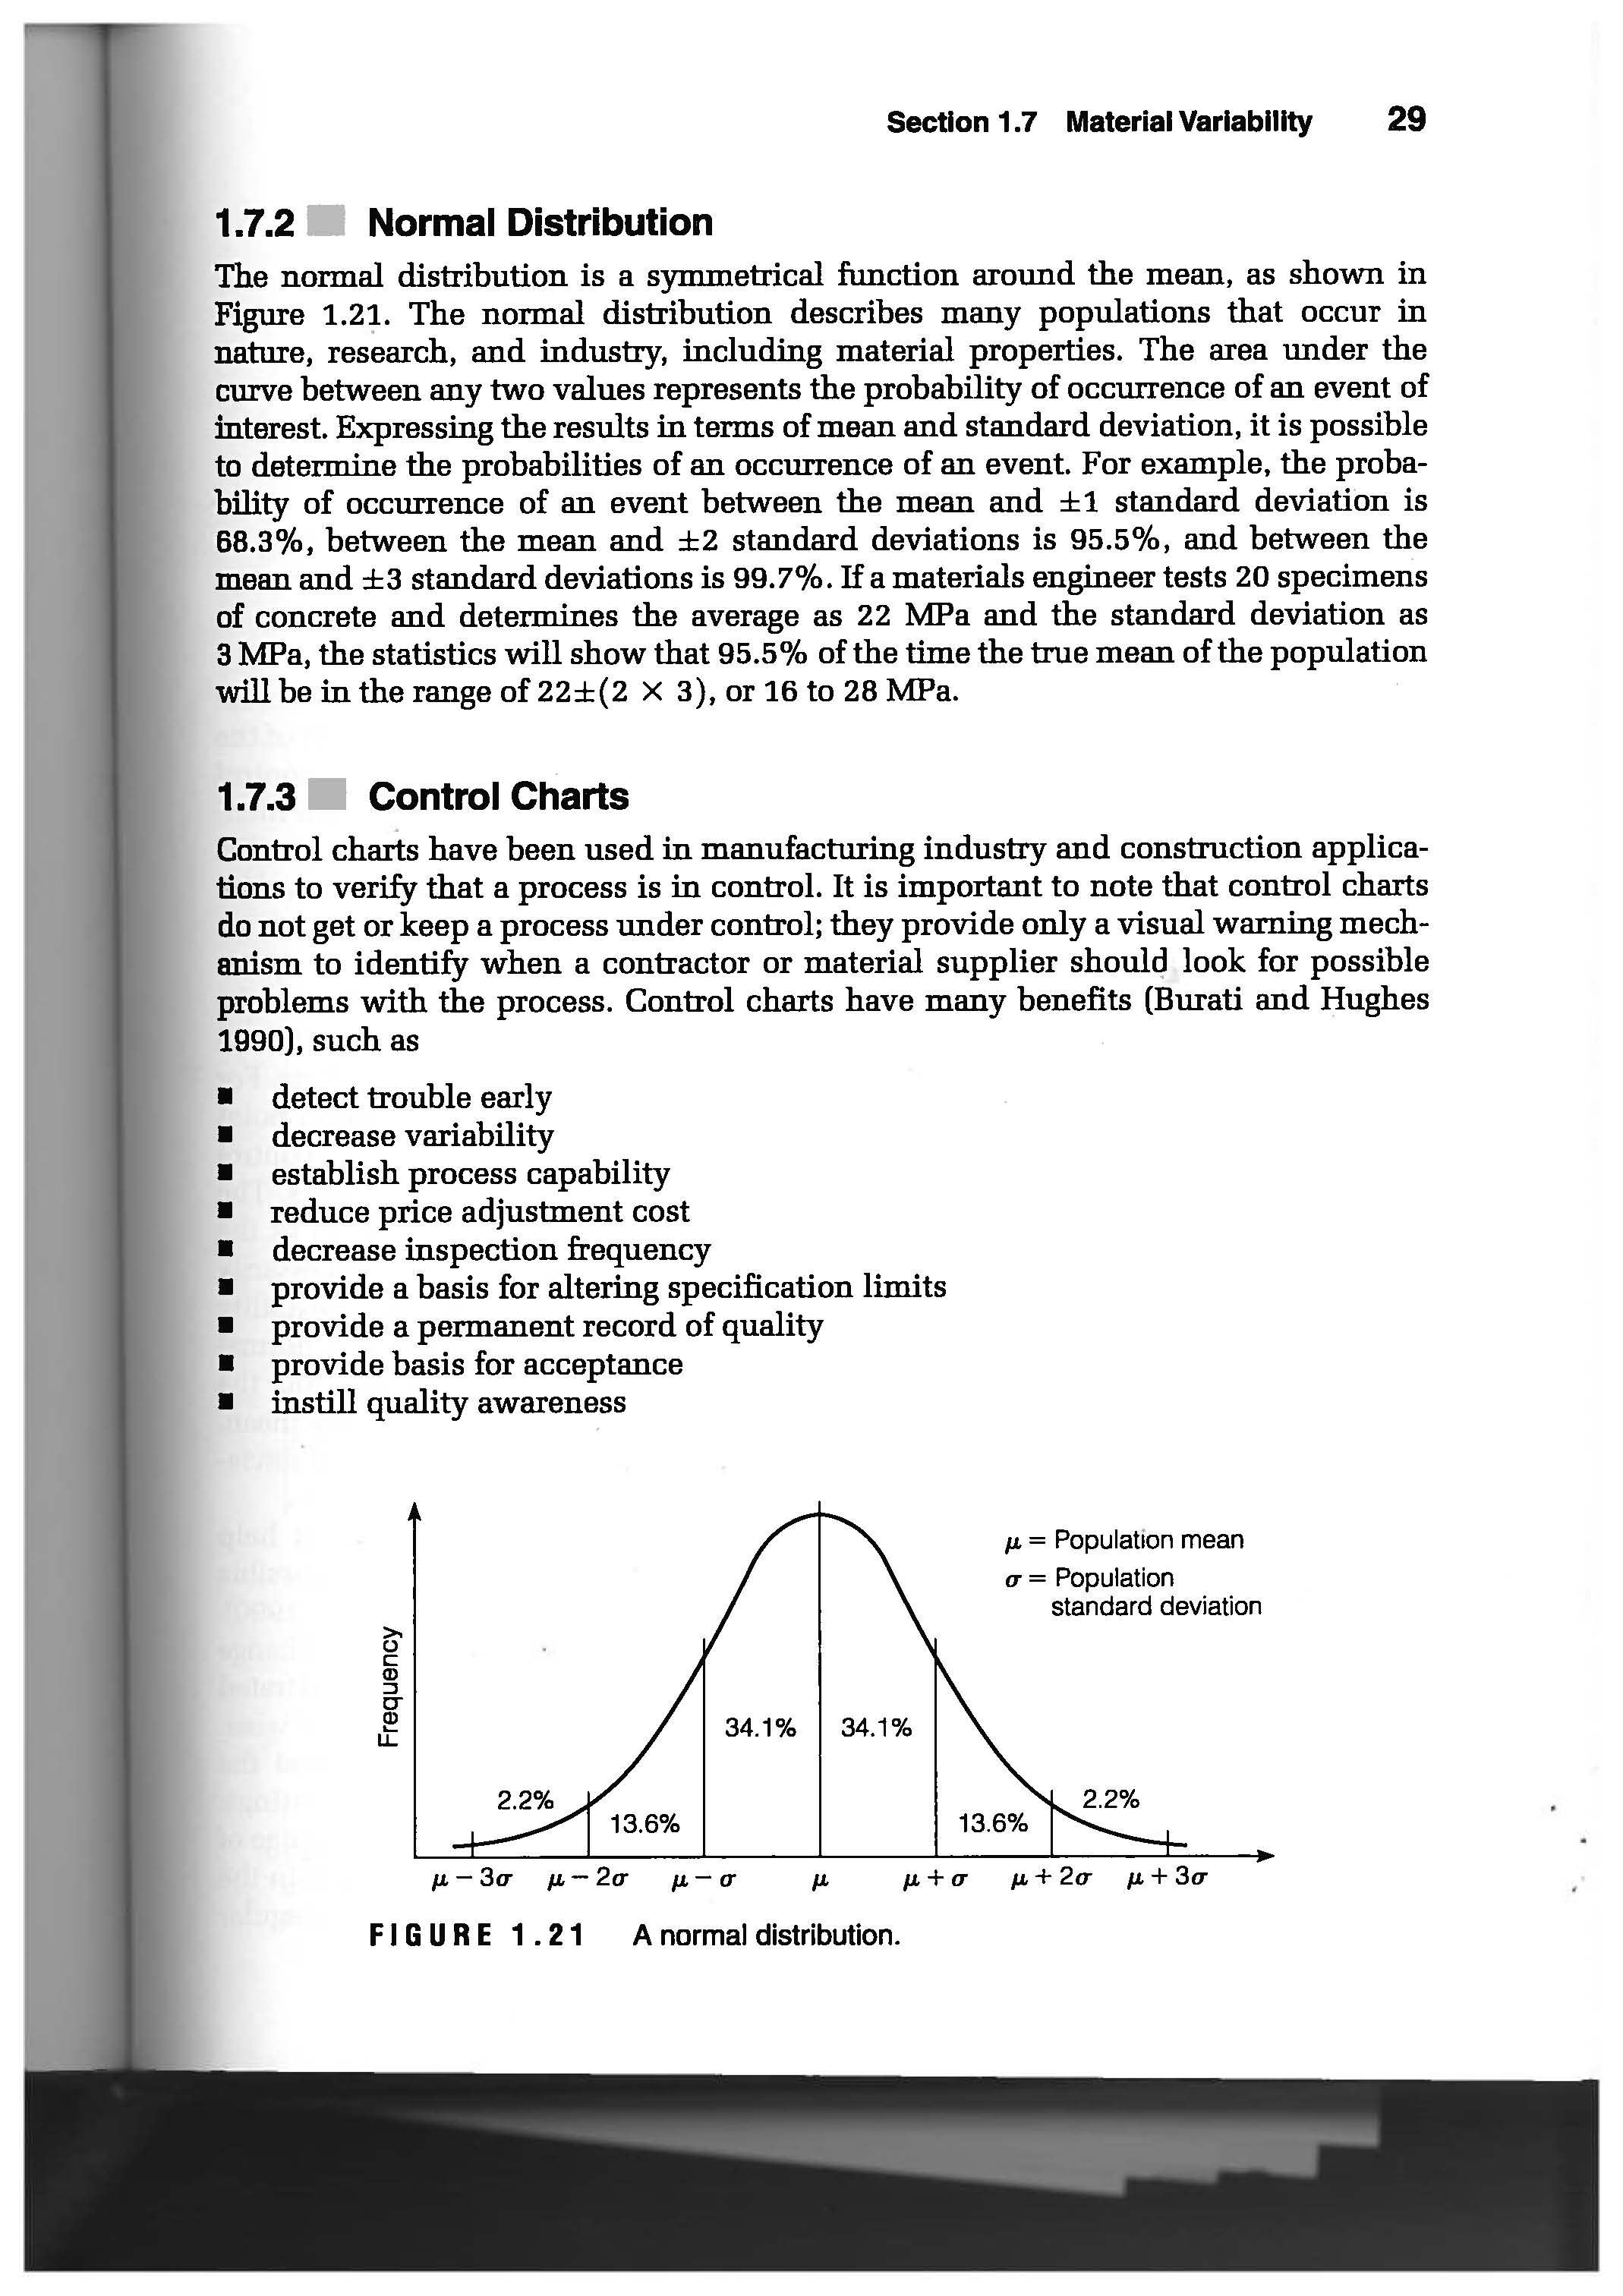 Section 1.7 Material Variability 29
1.7.2 Normal Distribution
The normal distribution is a symmetrical function around the mean, as shown in
Figure 1.21. The normal distribution describes many populations that occur in
nature, research, and industry, including material properties. The area under the
curve between any two values represents the probability of occurrence of an event of
interest. Expressing the results in terms of mean and standard deviation, it is possible
to determine the probabilities of an occurrence of an event. For example, the proba-
bility of occurrence of an event between the mean and ±1 standard deviation is
68.3%, between the mean and ±2 standard deviations is 95.5%, and between the
mean and ±3 standard deviations is 99.7%. If a materials engineer tests 20 specimens
of concrete and determines the average as 22 MPa and the standard deviation as
3 MPa, the statistics will show that 95.5% of the time the true mean of the population
will be in the range of 22±(2 × 3), or 16 to 28 MPa.
1.7.3 Control Charts
Control charts have been used in manufacturing industry and construction applica-
tions to verify that a process is in control. It is important to note that control charts
do not get or keep a process under control; they provide only a visual warning mech-
anism to identify when a contractor or material supplier should look for possible
problems with the process. Control charts have many benefits (Burati and Hughes
1990), such as
■ detect trouble early
■ decrease variability
■ establish process capability
■ reduce price adjustment cost
■ decrease inspection frequency
■ provide a basis for altering specification limits
■ provide a permanent record of quality
■ provide basis for acceptance
■ instill quality awareness
μ = Population mean
σ = Population
standard deviation
Frequency
34.1% 34.1%
2.2% 13.6% 13.6% 2.2%
μ − 3σ μ − 2σ μ − σ μ μ + σ μ + 2σ μ + 3σ
FIGURE 1.21 A normal distribution.